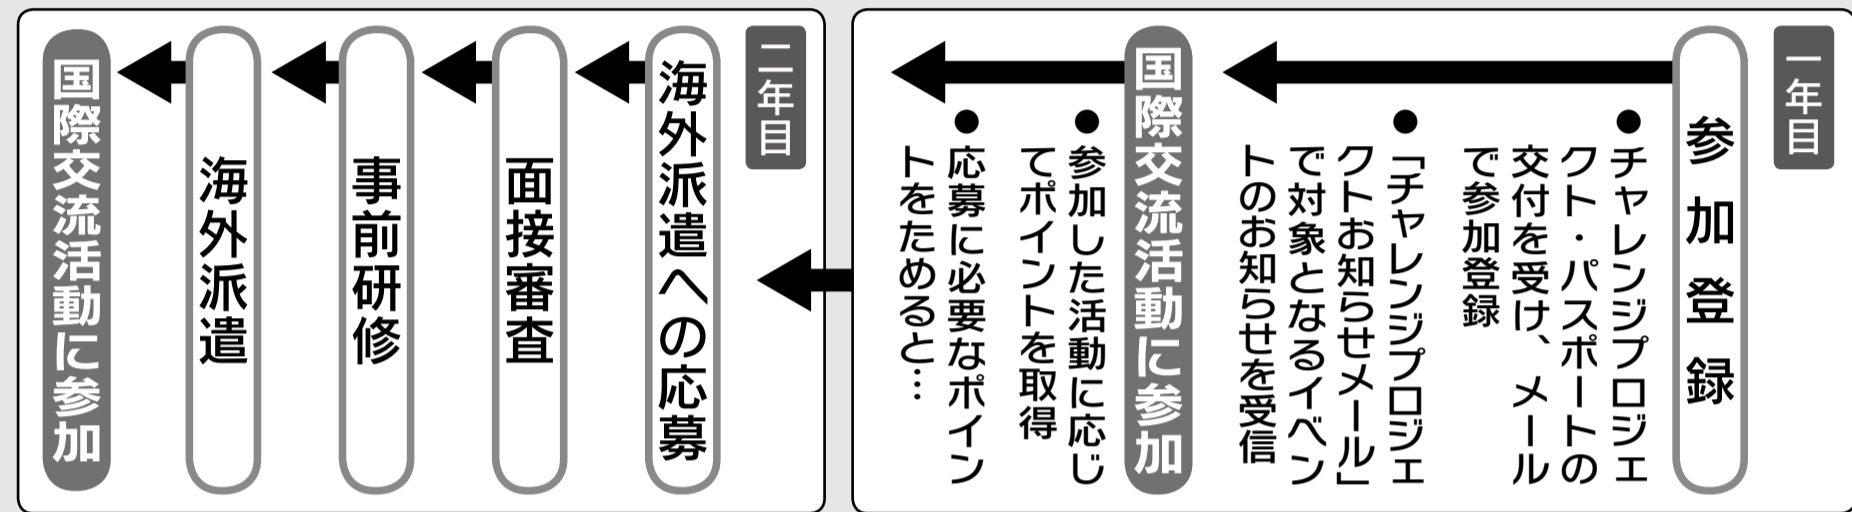 一年目
参加登録
●チャレンジプロジェ
クト・パスポートの
交付を受け、メール
で参加登録
●「チャレンジプロジェ
クトお知らせメール」
で対象となるイベン
トのお知らせを受信
国際交流活動に参加
●参加した活動に応じ
てポイントを取得
●応募に必要なポイン
トをためると…
二年目
海外派遣への応募
面接審査
事前研修
海外派遣
国際交流活動に参加